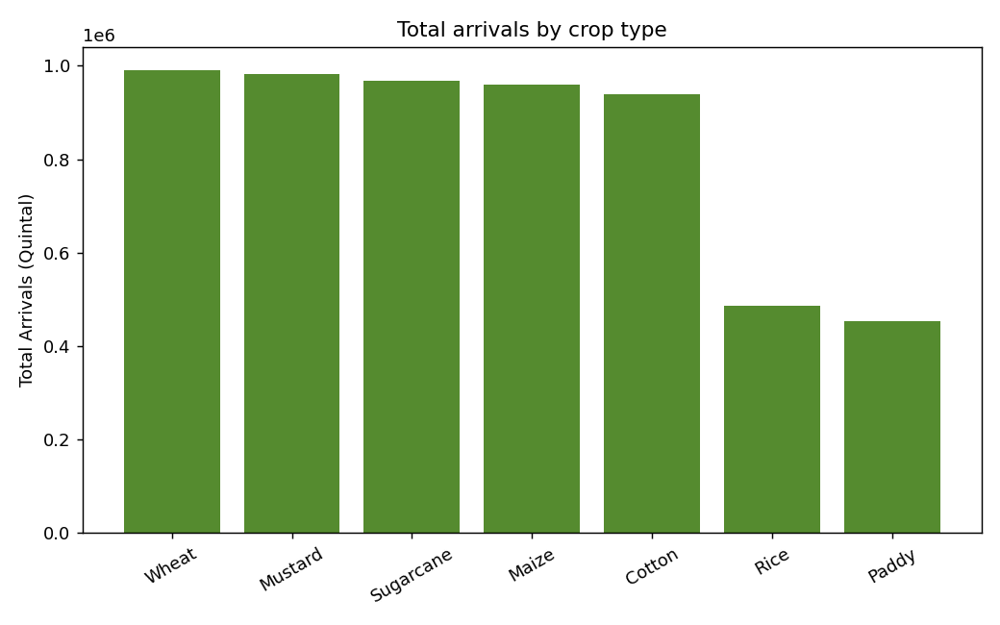 Total arrivals by crop type
1e6
1.0
0.8
0.6
0.4
0.2
0.0
Total Arrivals (Quintal)
Wheat
Mustard
Sugarcane
Maize
Cotton
Rice
Paddy